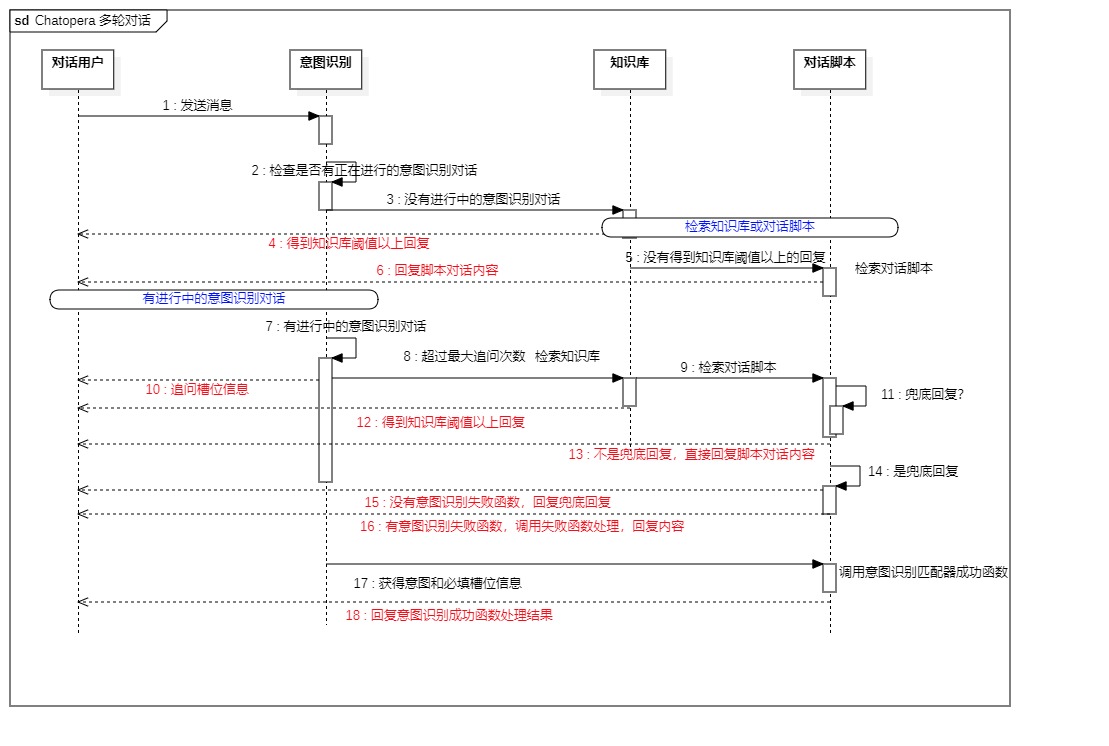 sd Chatopera 多轮对话
对话用户
意图识别
知识库
对话脚本
1 : 发送消息
2 : 检查是否有正在进行的意图识别对话
3 : 没有进行中的意图识别对话
检索知识库或对话脚本
4 : 得到知识库阈值以上回复
5 : 没有得到知识库阈值以上的回复
检索对话脚本
6 : 回复脚本对话内容
有进行中的意图识别对话
7 : 有进行中的意图识别对话
8 : 超过最大追问次数 检索知识库
9 : 检索对话脚本
10 : 追问槽位信息
11 : 兜底回复?
12 : 得到知识库阈值以上回复
13 : 不是兜底回复，直接回复脚本对话内容
14 : 是兜底回复
15 : 没有意图识别失败函数，回复兜底回复
16 : 有意图识别失败函数，调用失败函数处理，回复内容
调用意图识别匹配器成功函数
17 : 获得意图和必填槽位信息
18 : 回复意图识别成功函数处理结果